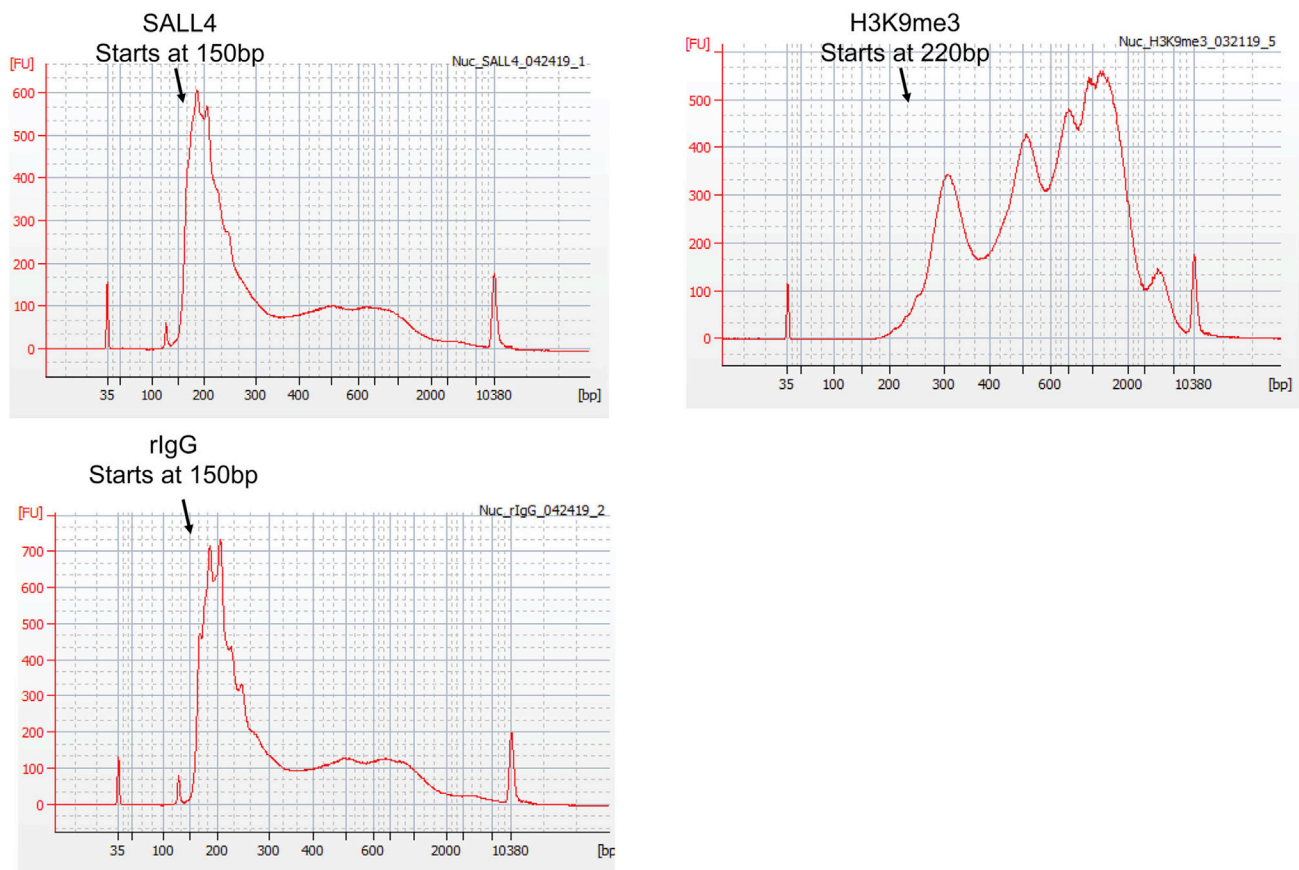 SALL4
Starts at 150bp
[FU]
Nuc_SALL4_042419_1
600
500
400
300
200
100
0
35 100 200 300 400 600 2000 10380 [bp]
H3K9me3
Starts at 220bp
[FU]
Nuc_H3K9me3_032119_5
500
400
300
200
100
0
35 100 200 300 400 600 2000 10380 [bp]
rIgG
Starts at 150bp
[FU]
Nuc_rIgG_042419_2
700
600
500
400
300
200
100
0
35 100 200 300 400 600 2000 10380 [bp